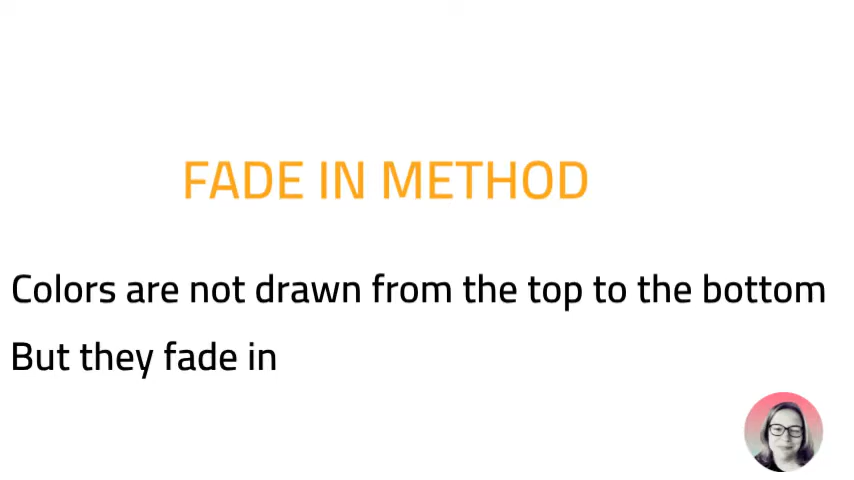 FADE IN METHOD
Colors are not drawn from the top to the bottom
But they fade in